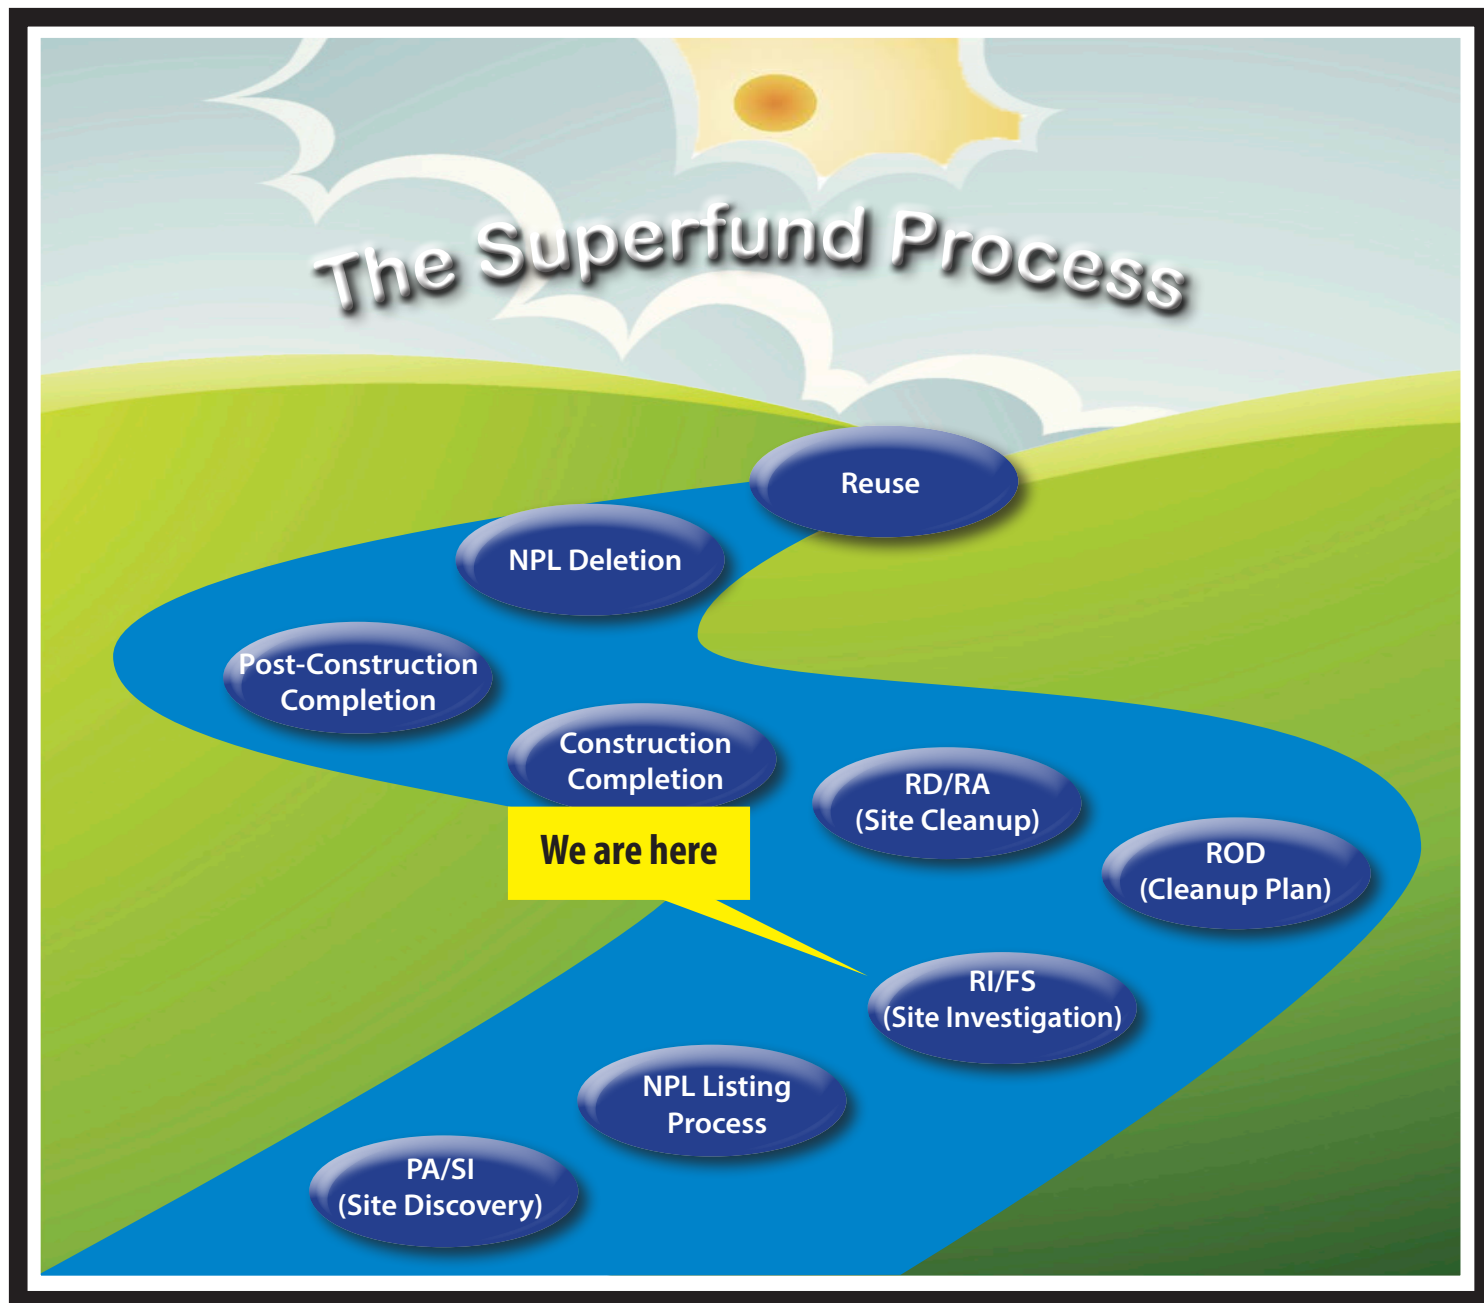 The Superfund Process
Reuse
NPL Deletion
Post-Construction
Completion
Construction
Completion
RD/RA
(Site Cleanup)
We are here
ROD
(Cleanup Plan)
RI/FS
(Site Investigation)
NPL Listing
Process
PA/SI
(Site Discovery)